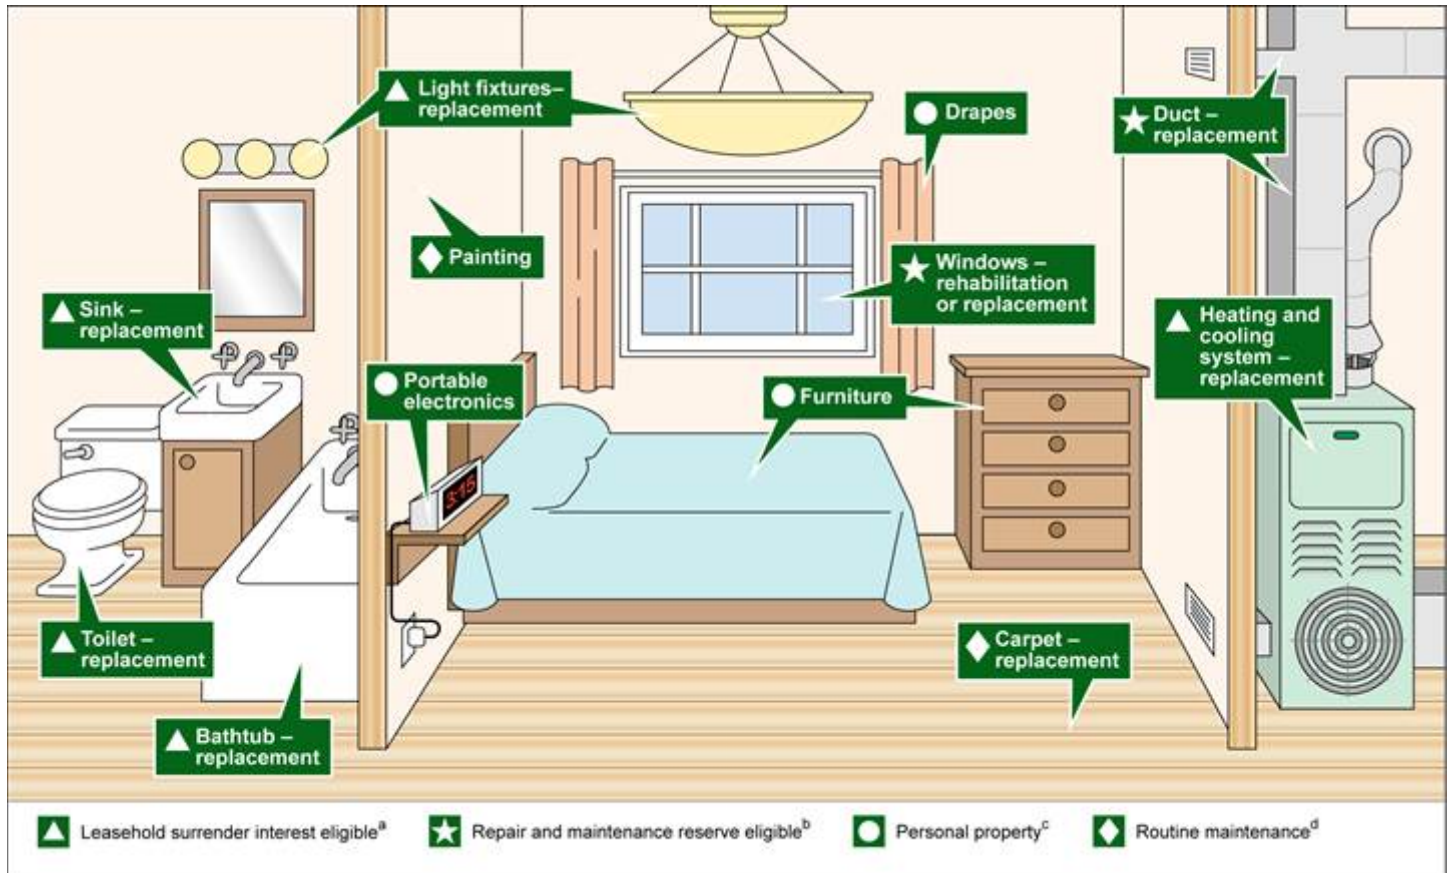 Light fixtures–
replacement
Drapes
Duct –
replacement
Painting
Windows –
rehabilitation
or replacement
Sink –
replacement
Heating and
cooling
system –
replacement
Portable
electronics
Furniture
3:15
Toilet –
replacement
Carpet –
replacement
Bathtub –
replacement
Leasehold surrender interest eligibleᵃ
Repair and maintenance reserve eligibleᵇ
Personal propertyᶜ
Routine maintenanceᵈ